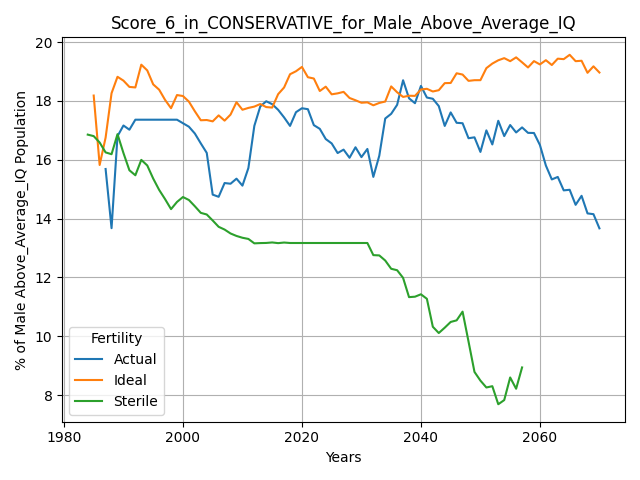 Score_6_in_CONSERVATIVE_for_Male_Above_Average_IQ
% of Male Above_Average_IQ Population
20
18
16
14
12
10
8
Fertility
Actual
Ideal
Sterile
1980
2000
2020
2040
2060
Years